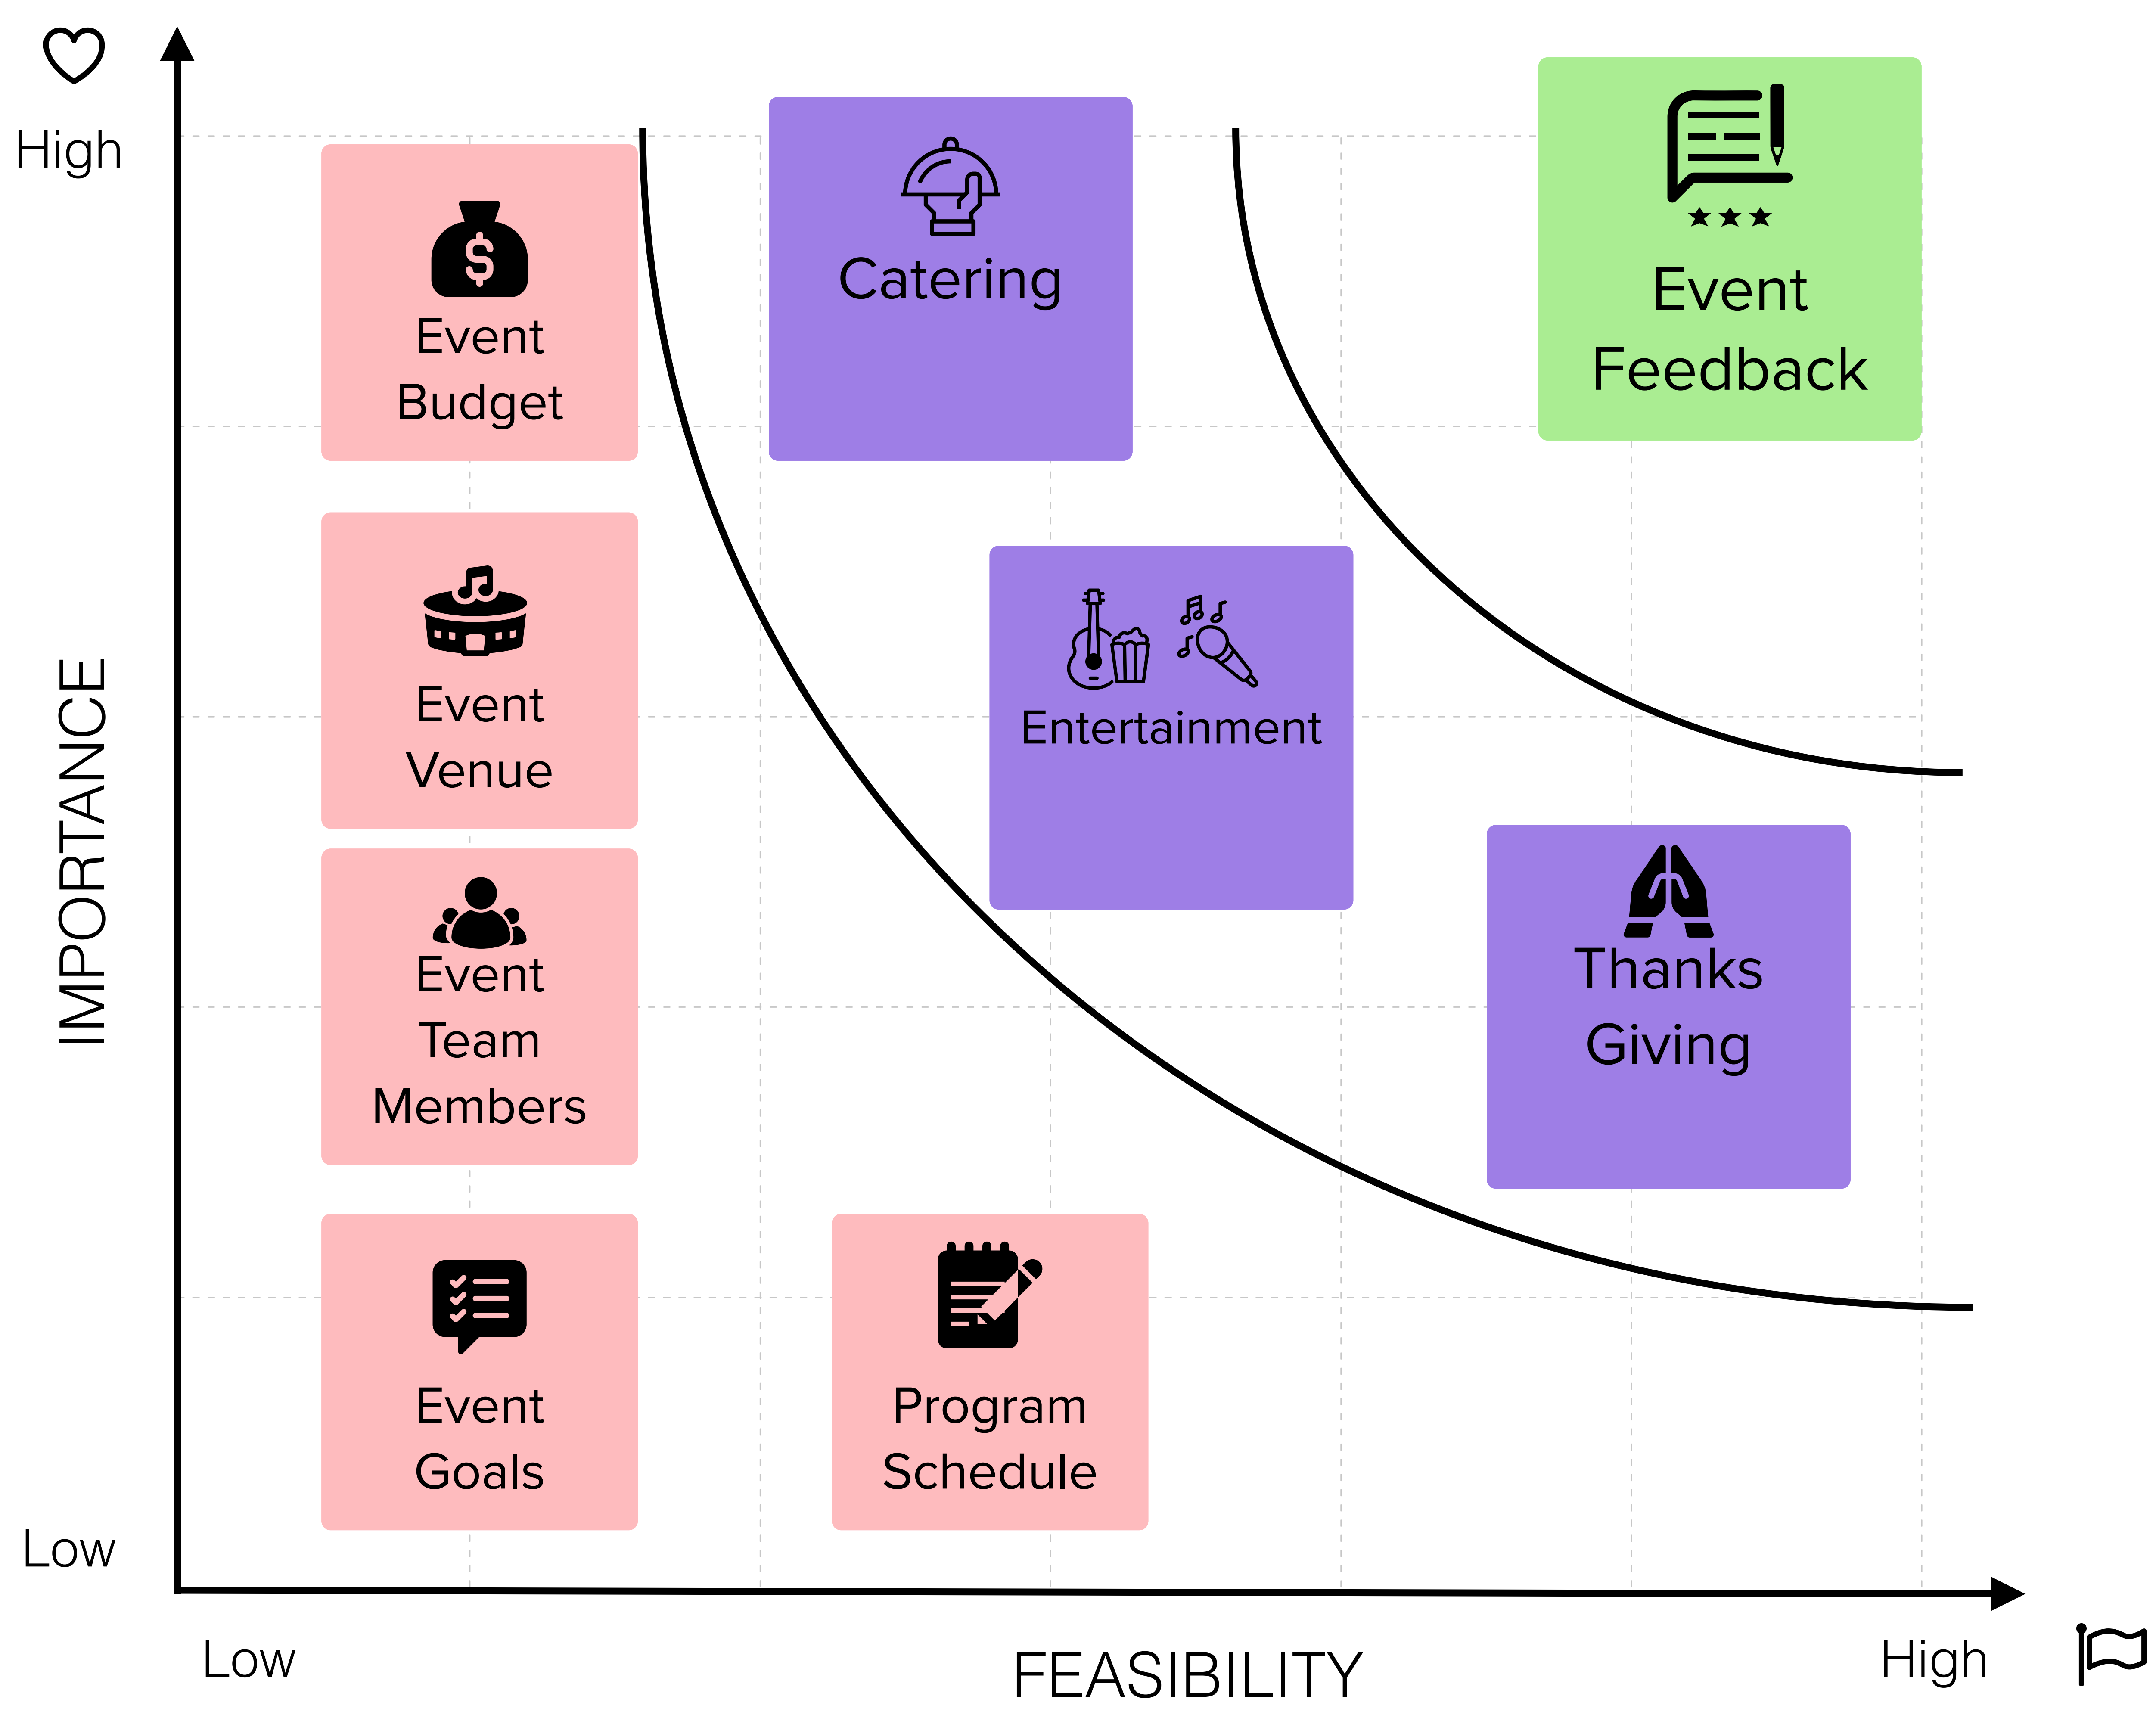 High
Event
Budget
Catering
Event
Feedback
Event
Venue
Entertainment
IMPORTANCE
Event
Team
Members
Thanks
Giving
Event
Goals
Program
Schedule
Low
Low
FEASIBILITY
High